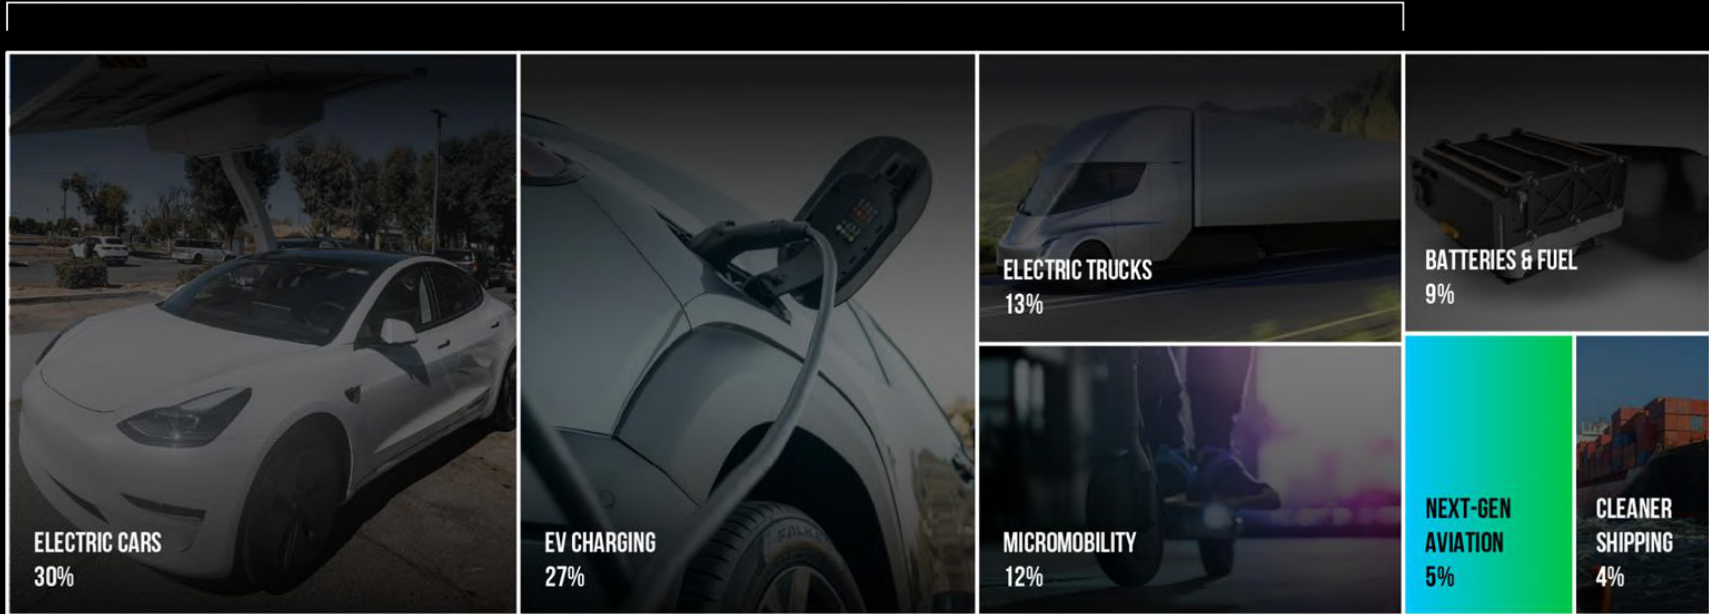 ELECTRIC CARS
30%
EV CHARGING
27%
ELECTRIC TRUCKS
13%
MICROMOBILITY
12%
BATTERIES & FUEL
9%
NEXT-GEN
AVIATION
5%
CLEANER
SHIPPING
4%